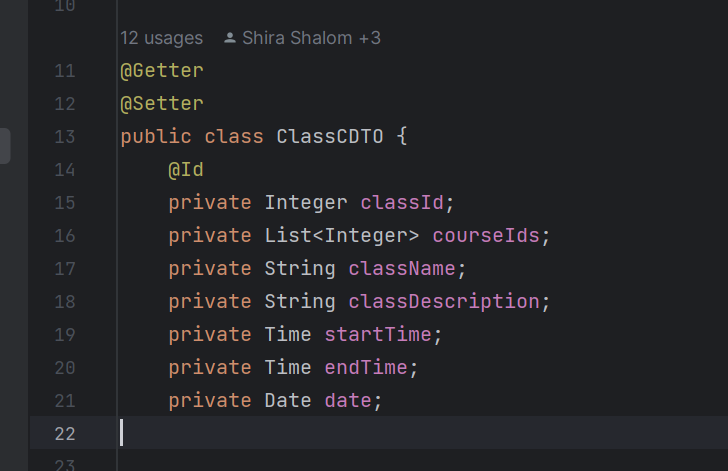 10
12 usages Shira Shalom +3
11 @Getter
12 @Setter
13 public class ClassCDTO {
14 @Id
15 private Integer classId;
16 private List<Integer> courseIds;
17 private String className;
18 private String classDescription;
19 private Time startTime;
20 private Time endTime;
21 private Date date;
22
23